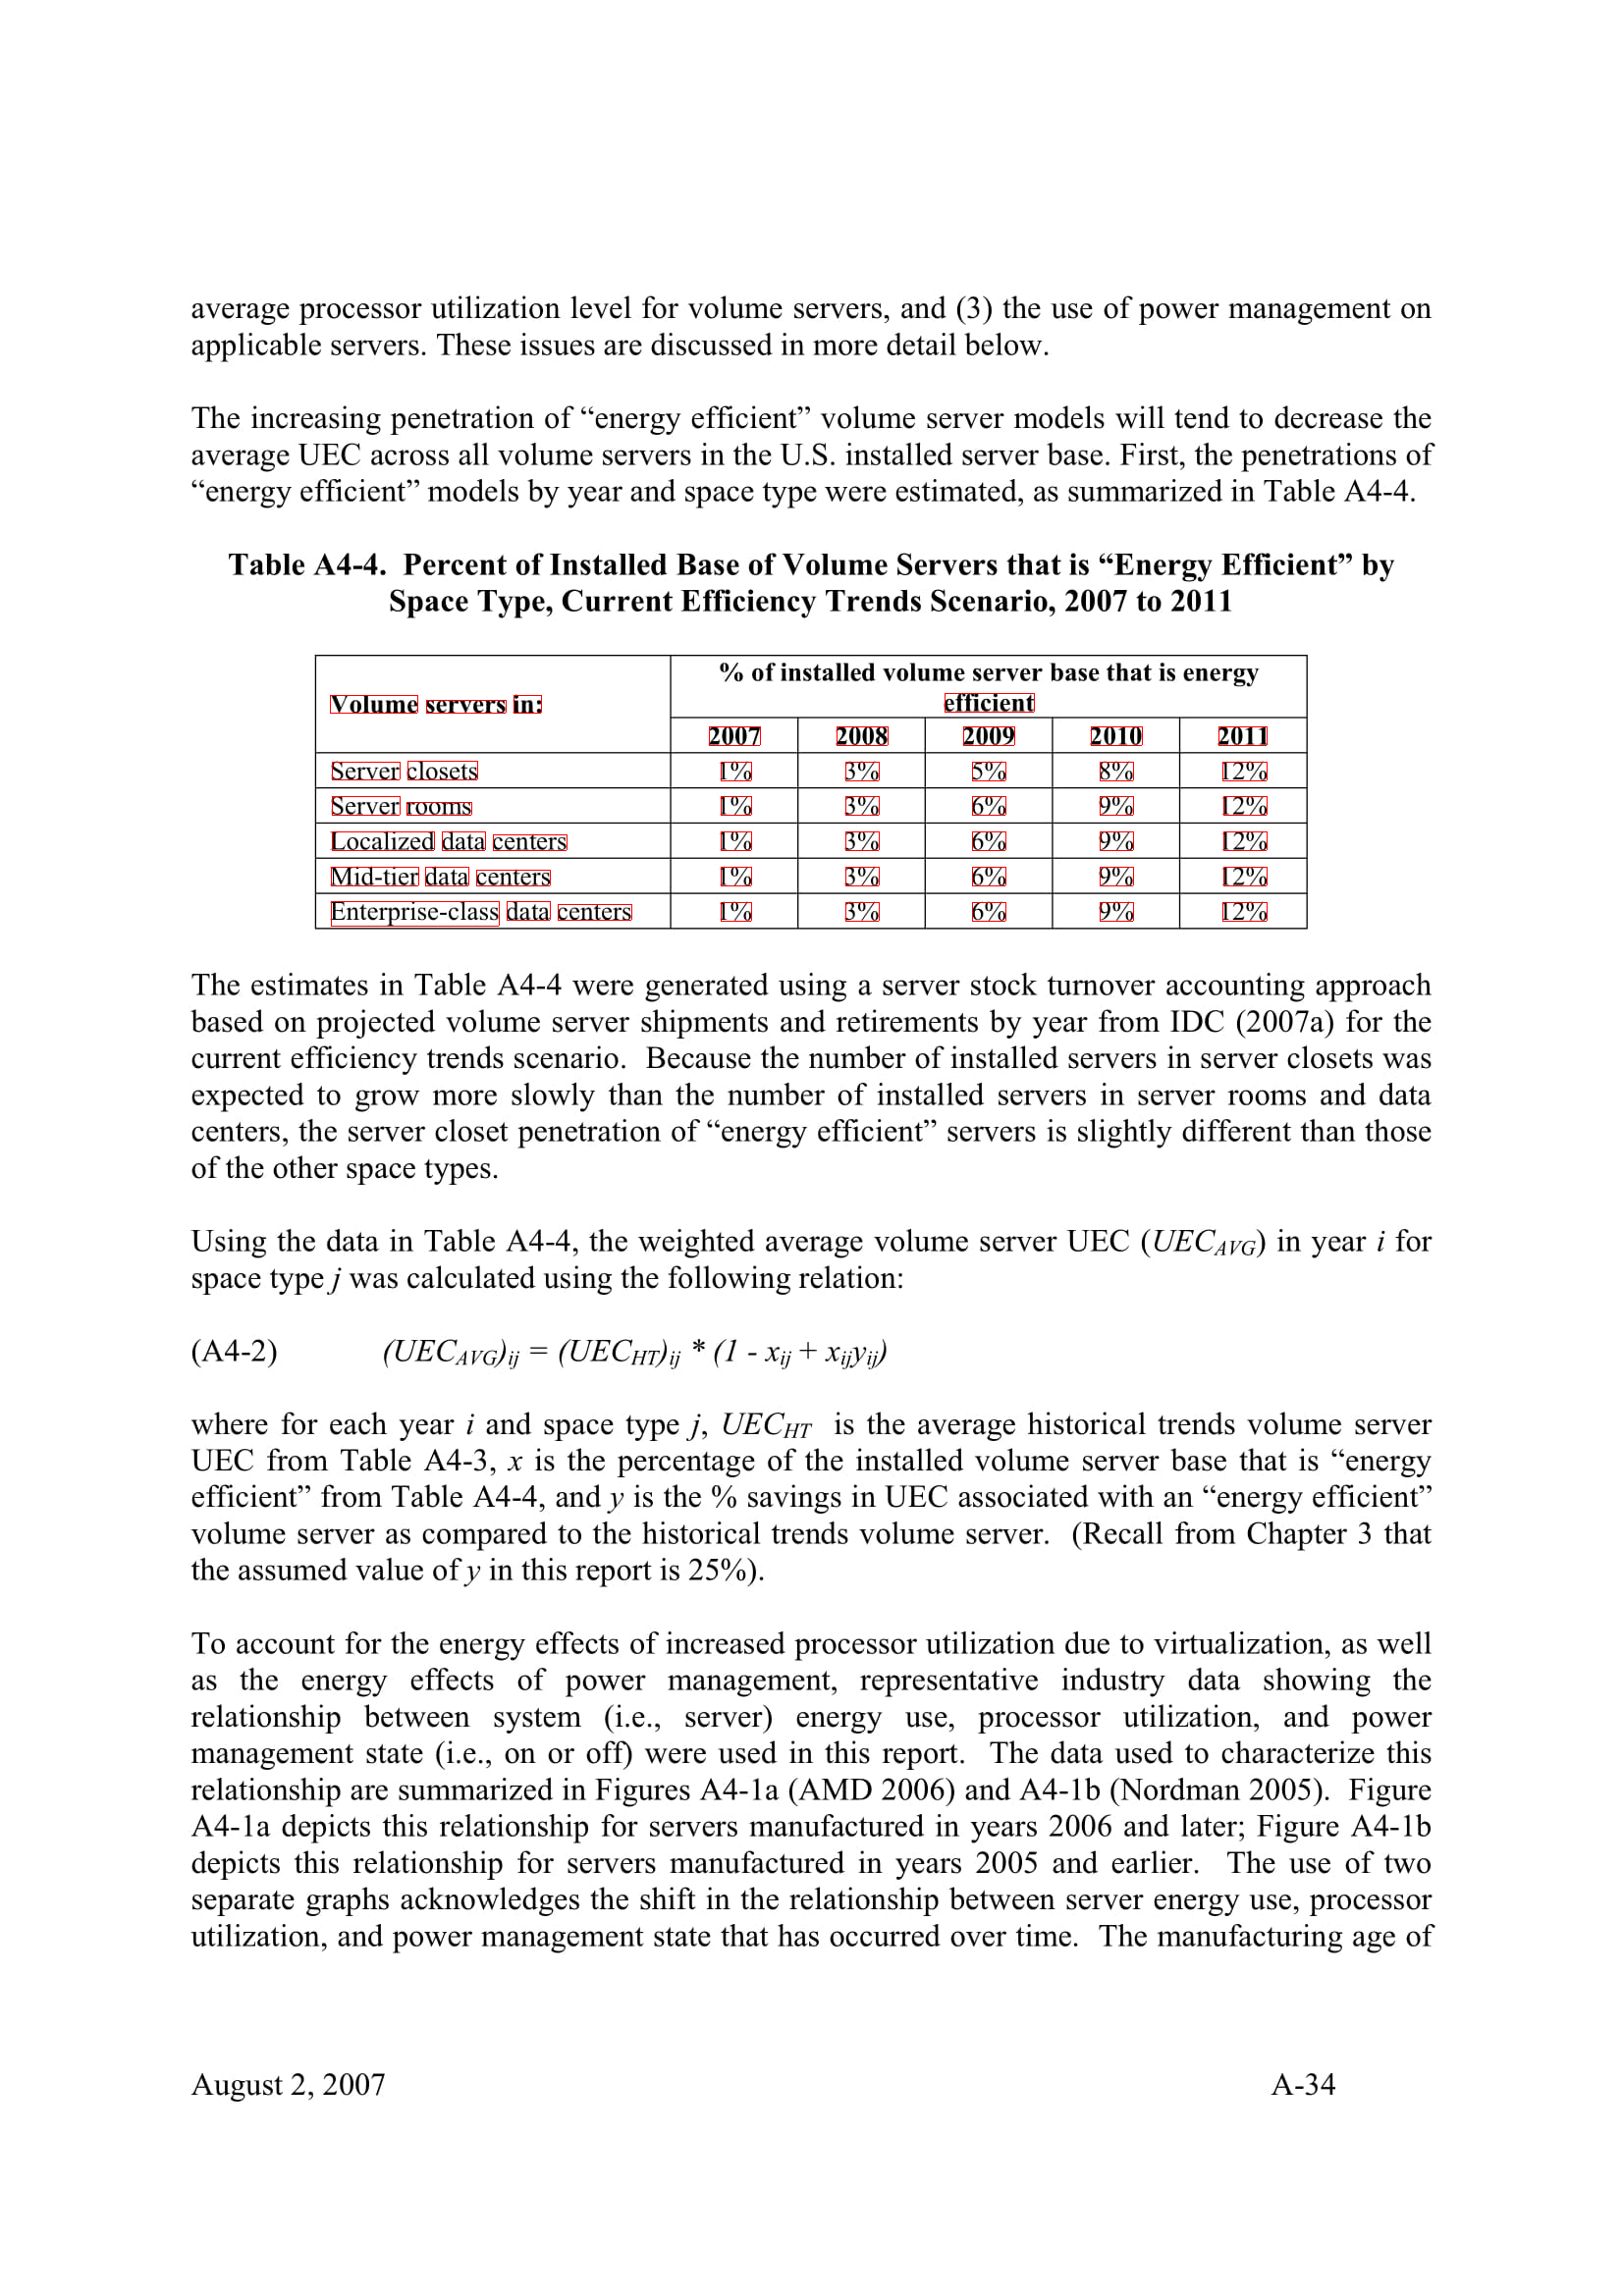 average processor utilization level for volume servers, and (3) the use of power management on
applicable servers. These issues are discussed in more detail below.
The increasing penetration of “energy efficient” volume server models will tend to decrease the
average UEC across all volume servers in the U.S. installed server base. First, the penetrations of
“energy efficient” models by year and space type were estimated, as summarized in Table A4-4.
Table A4-4. Percent of Installed Base of Volume Servers that is “Energy Efficient” by
Space Type, Current Efficiency Trends Scenario, 2007 to 2011
% of installed volume server base that is energy
Volume servers in: efficient
2007 2008 2009 2010 2011
Server closets 1% 3% 5% 8% 12%
Server rooms 1% 3% 6% 9% 12%
Localized data centers 1% 3% 6% 9% 12%
Mid-tier data centers 1% 3% 6% 9% 12%
Enterprise-class data centers 1% 3% 6% 9% 12%
The estimates in Table A4-4 were generated using a server stock turnover accounting approach
based on projected volume server shipments and retirements by year from IDC (2007a) for the
current efficiency trends scenario. Because the number of installed servers in server closets was
expected to grow more slowly than the number of installed servers in server rooms and data
centers, the server closet penetration of “energy efficient” servers is slightly different than those
of the other space types.
Using the data in Table A4-4, the weighted average volume server UEC (UECAVG) in year i for
space type j was calculated using the following relation:
(A4-2) (UECAVG)ij = (UECHT)ij * (1 - xij + xijyij)
where for each year i and space type j, UECHT is the average historical trends volume server
UEC from Table A4-3, x is the percentage of the installed volume server base that is “energy
efficient” from Table A4-4, and y is the % savings in UEC associated with an “energy efficient”
volume server as compared to the historical trends volume server. (Recall from Chapter 3 that
the assumed value of y in this report is 25%).
To account for the energy effects of increased processor utilization due to virtualization, as well
as the energy effects of power management, representative industry data showing the
relationship between system (i.e., server) energy use, processor utilization, and power
management state (i.e., on or off) were used in this report. The data used to characterize this
relationship are summarized in Figures A4-1a (AMD 2006) and A4-1b (Nordman 2005). Figure
A4-1a depicts this relationship for servers manufactured in years 2006 and later; Figure A4-1b
depicts this relationship for servers manufactured in years 2005 and earlier. The use of two
separate graphs acknowledges the shift in the relationship between server energy use, processor
utilization, and power management state that has occurred over time. The manufacturing age of
August 2, 2007 A-34